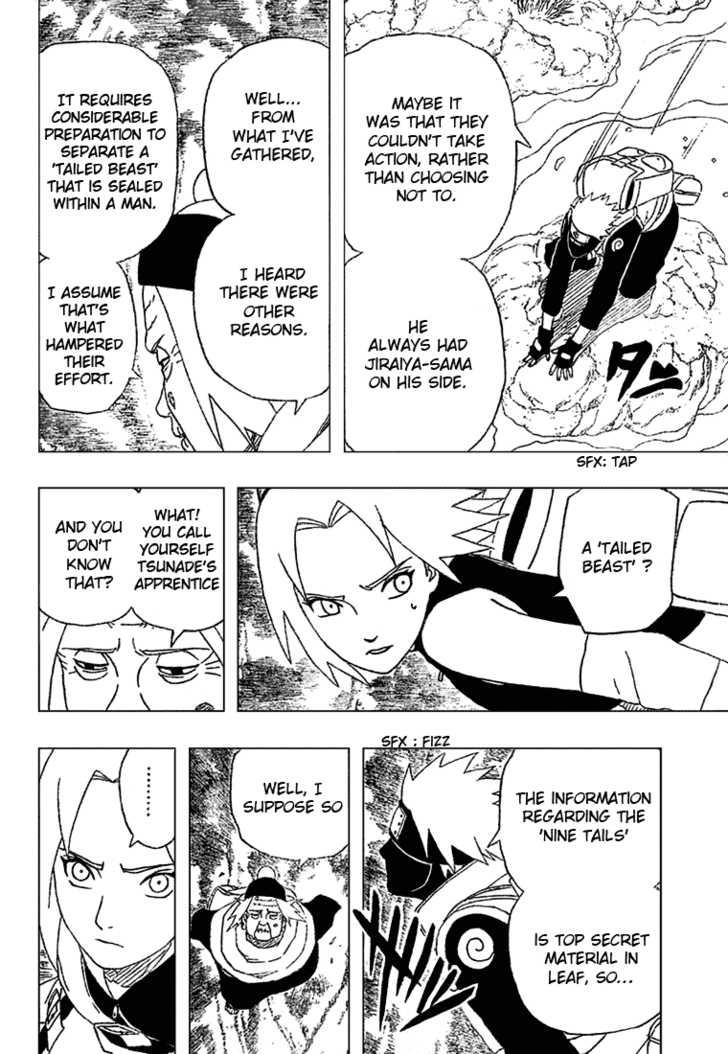 MAYBE IT
WAS THAT THEY
COULDN'T TAKE
ACTION, RATHER
THAN CHOOSING
NOT TO.
HE
ALWAYS HAD
JIRAIYA-SAMA
ON HIS SIDE.
ター
SFX: TAP
WELL...
FROM
WHAT I'VE
GATHERED,
I HEARD
THERE WERE
OTHER
REASONS.
IT REQUIRES
CONSIDERABLE
PREPARATION TO
SEPARATE A
'TAILED BEAST'
THAT IS SEALED
WITHIN A MAN.
I ASSUME
THAT'S
WHAT
HAMPERED
THEIR
EFFORT.
A 'TAILED
BEAST' ?
WHAT!
YOU CALL
YOURSELF
TSUNADE'S
APPRENTICE
AND YOU
DON'T
KNOW
THAT?
SFX : FIZZ
THE INFORMATION
REGARDING THE
'NINE TAILS'
IS TOP SECRET
MATERIAL IN
LEAF, SO...
WELL, I
SUPPOSE SO
.........